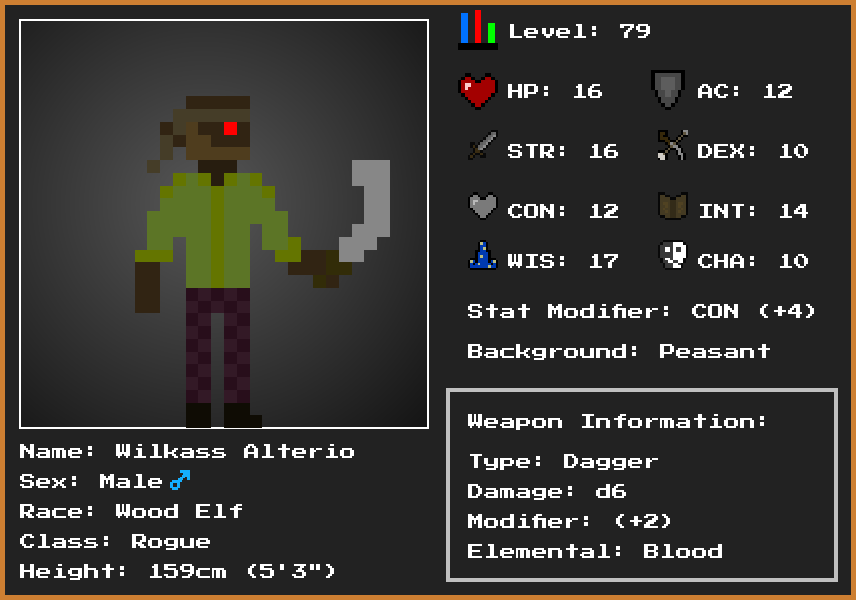 Level: 79
HP: 16
AC: 12
STR: 16
DEX: 10
CON: 12
INT: 14
WIS: 17
CHA: 10
Stat Modifier: CON (+4)
Background: Peasant
Weapon Information:
Type: Dagger
Damage: d6
Modifier: (+2)
Elemental: Blood
Name: Wilkass Alterio
Sex: Male♂
Race: Wood Elf
Class: Rogue
Height: 159cm (5'3")